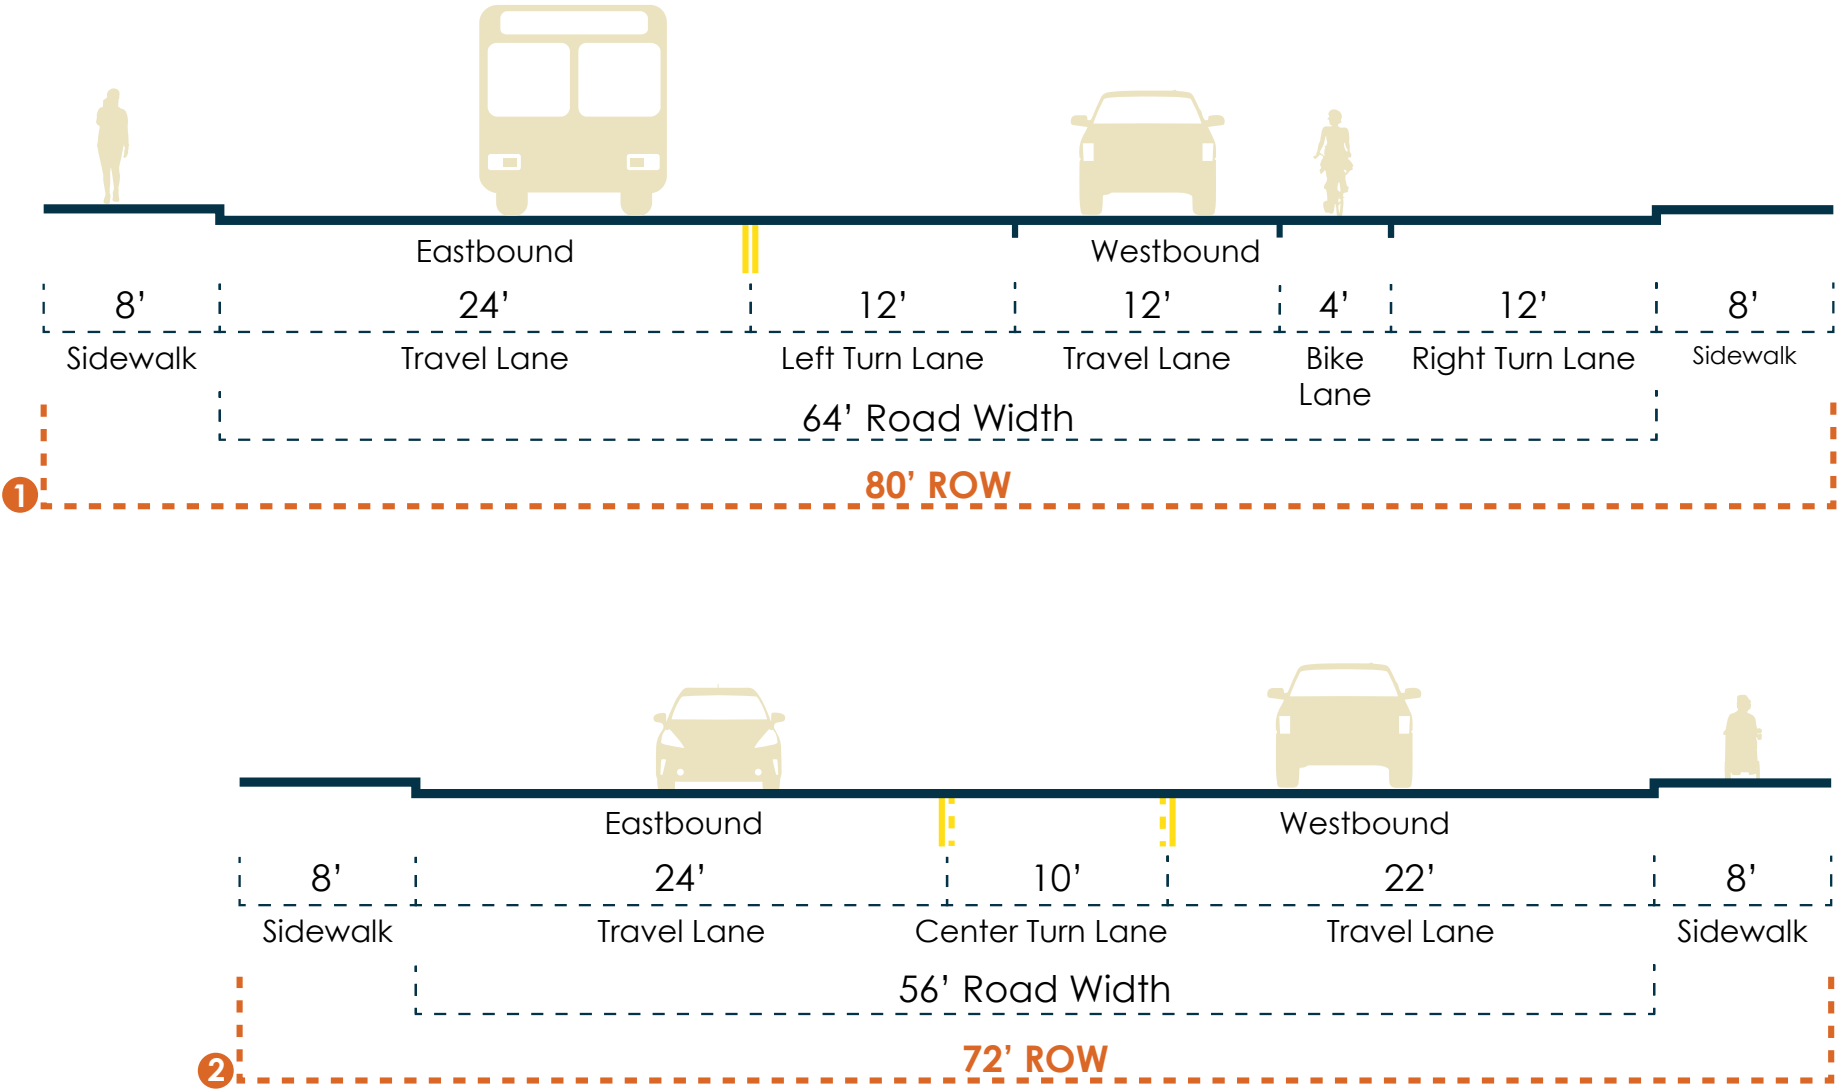 Eastbound Westbound
8’ 24’ 12’ 12’ 4’ 12’ 8’
Sidewalk Travel Lane Left Turn Lane Travel Lane Bike Right Turn Lane Sidewalk
Lane
64’ Road Width
80’ ROW
1
Eastbound Westbound
8’ 24’ 10’ 22’ 8’
Sidewalk Travel Lane Center Turn Lane Travel Lane Sidewalk
56’ Road Width
72’ ROW
2